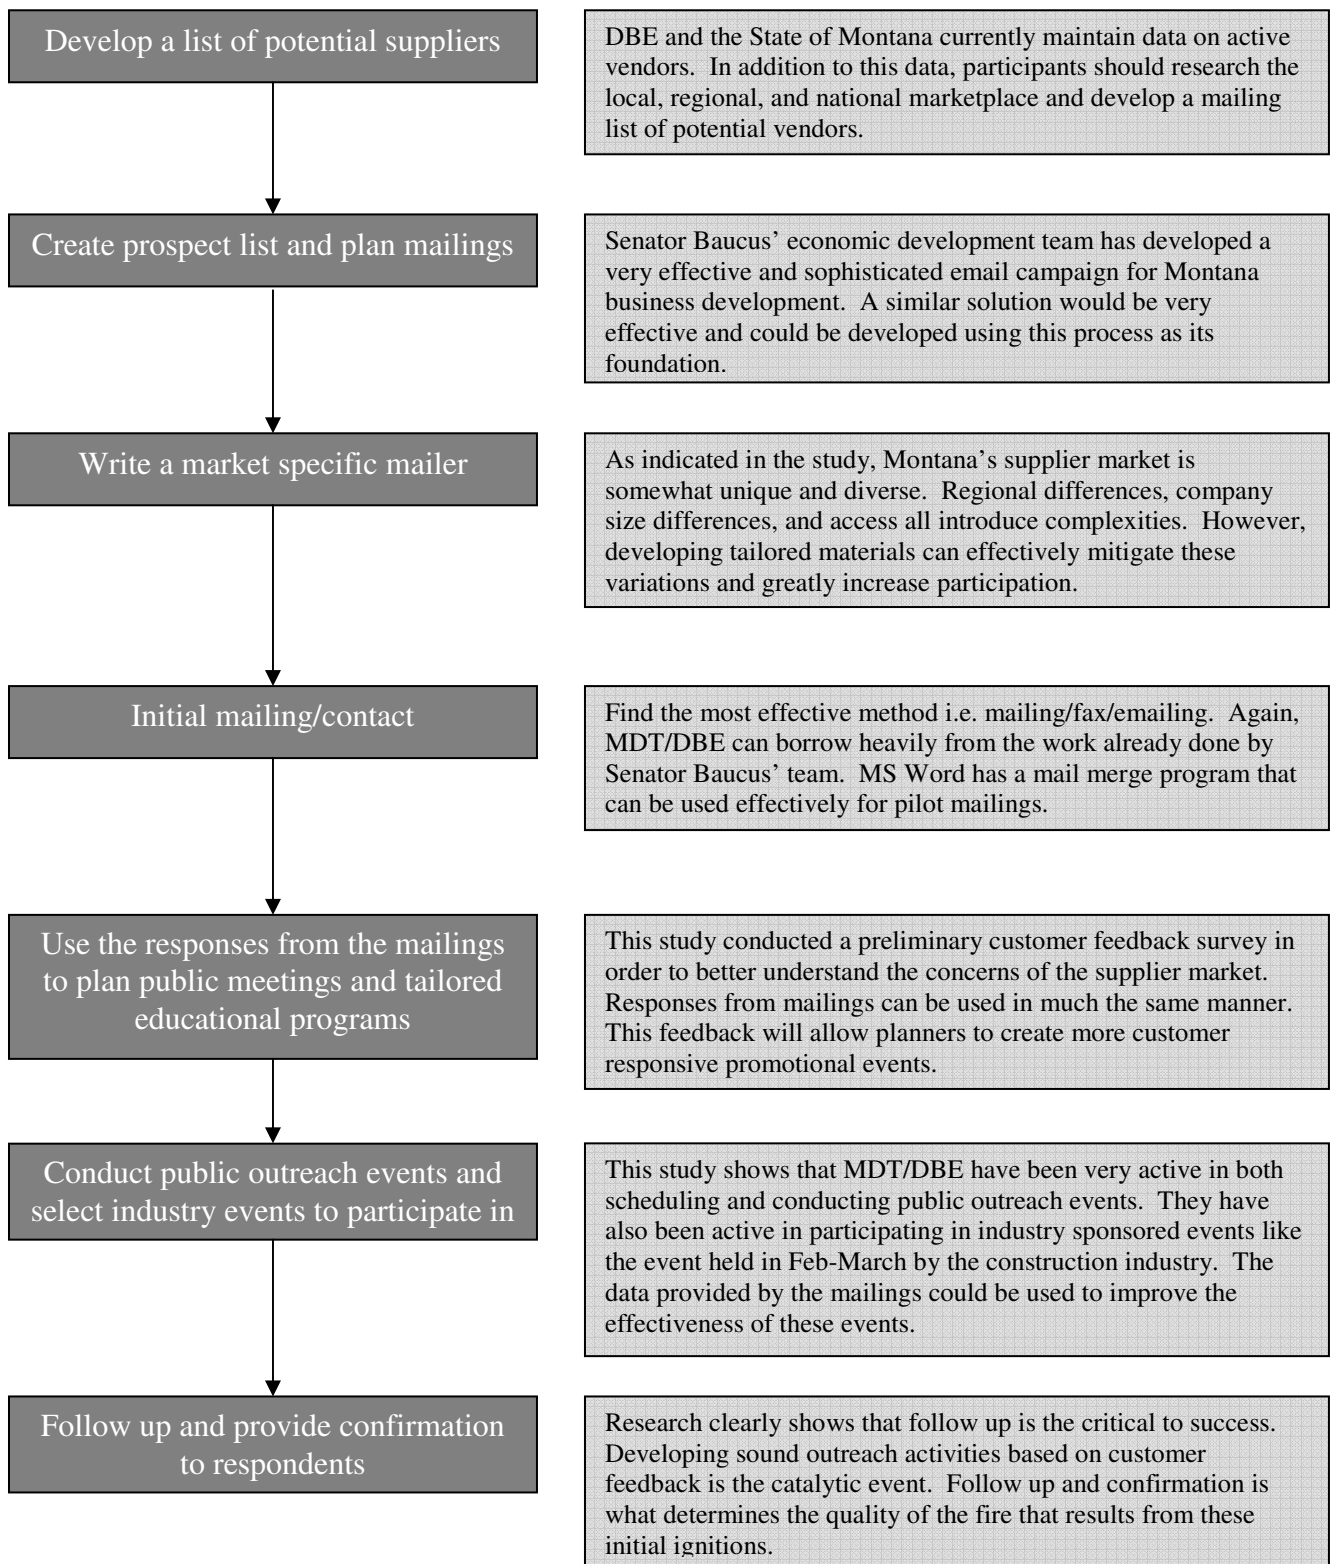 Develop a list of potential suppliers
DBE and the State of Montana currently maintain data on active
vendors. In addition to this data, participants should research the
local, regional, and national marketplace and develop a mailing
list of potential vendors.
Create prospect list and plan mailings
Senator Baucus’ economic development team has developed a
very effective and sophisticated email campaign for Montana
business development. A similar solution would be very
effective and could be developed using this process as its
foundation.
Write a market specific mailer
As indicated in the study, Montana’s supplier market is
somewhat unique and diverse. Regional differences, company
size differences, and access all introduce complexities. However,
developing tailored materials can effectively mitigate these
variations and greatly increase participation.
Initial mailing/contact
Find the most effective method i.e. mailing/fax/emailing. Again,
MDT/DBE can borrow heavily from the work already done by
Senator Baucus’ team. MS Word has a mail merge program that
can be used effectively for pilot mailings.
Use the responses from the mailings
to plan public meetings and tailored
educational programs
This study conducted a preliminary customer feedback survey in
order to better understand the concerns of the supplier market.
Responses from mailings can be used in much the same manner.
This feedback will allow planners to create more customer
responsive promotional events.
Conduct public outreach events and
select industry events to participate in
This study shows that MDT/DBE have been very active in both
scheduling and conducting public outreach events. They have
also been active in participating in industry sponsored events like
the event held in Feb-March by the construction industry. The
data provided by the mailings could be used to improve the
effectiveness of these events.
Follow up and provide confirmation
to respondents
Research clearly shows that follow up is the critical to success.
Developing sound outreach activities based on customer
feedback is the catalytic event. Follow up and confirmation is
what determines the quality of the fire that results from these
initial ignitions.